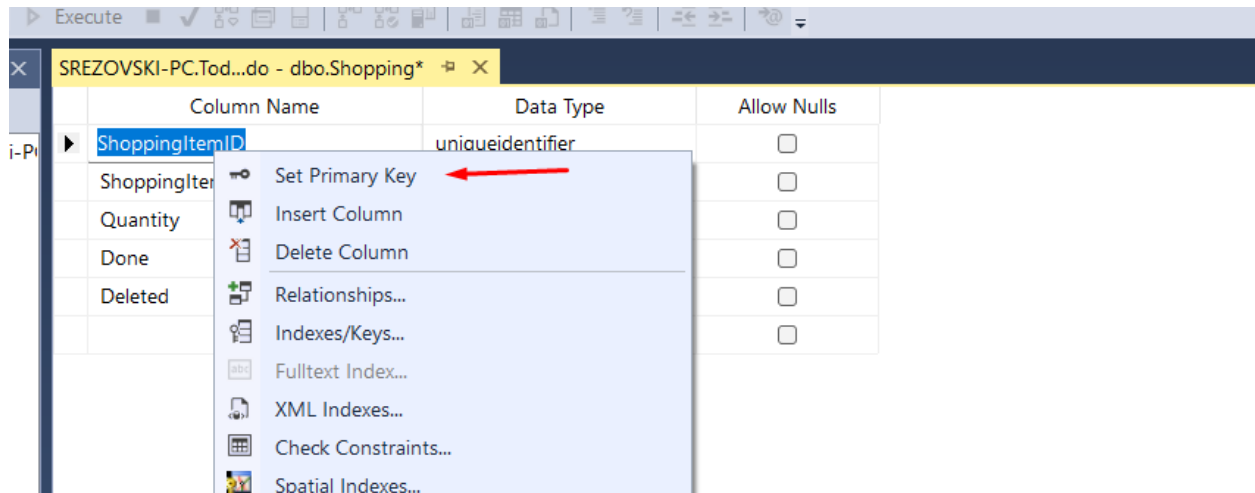 Execute
SREZOVSKI-PC.Tod...do - dbo.Shopping*
Column Name Data Type Allow Nulls
i-P
ShoppingItemID uniqueidentifier
ShoppingIter
Quantity
Done
Deleted
Set Primary Key
Insert Column
Delete Column
Relationships...
Indexes/Keys...
abc Fulltext Index...
XML Indexes...
Check Constraints...
Spatial Indexes...